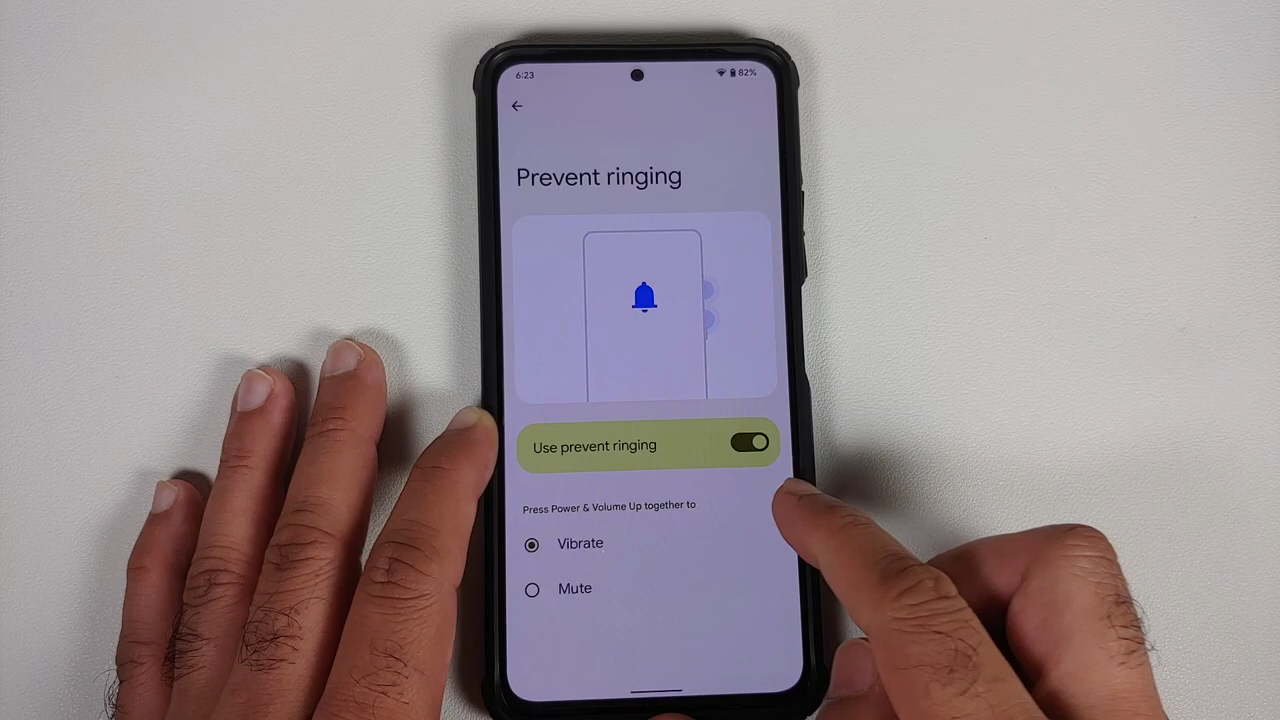 6:23 82%
Prevent ringing
Use prevent ringing
Press Power & Volume Up together to
Vibrate
Mute